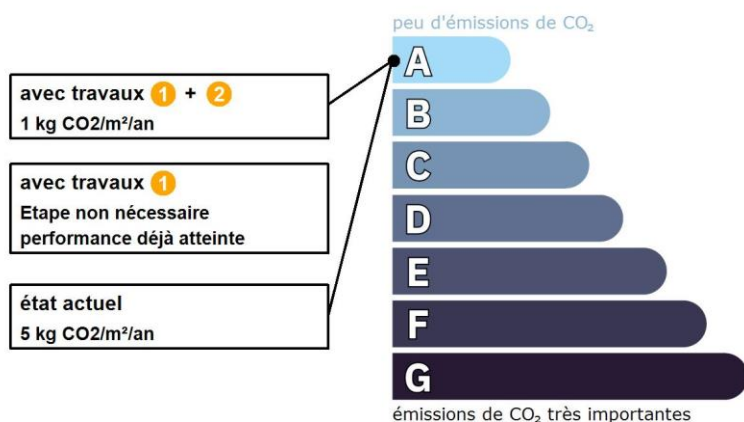 peu d'émissions de CO₂
A
avec travaux 1 + 2
1 kg CO2/m²/an
B
avec travaux 1
Etape non nécessaire
performance déjà atteinte
C
D
E
état actuel
5 kg CO2/m²/an
F
G
émissions de CO₂ très importantes